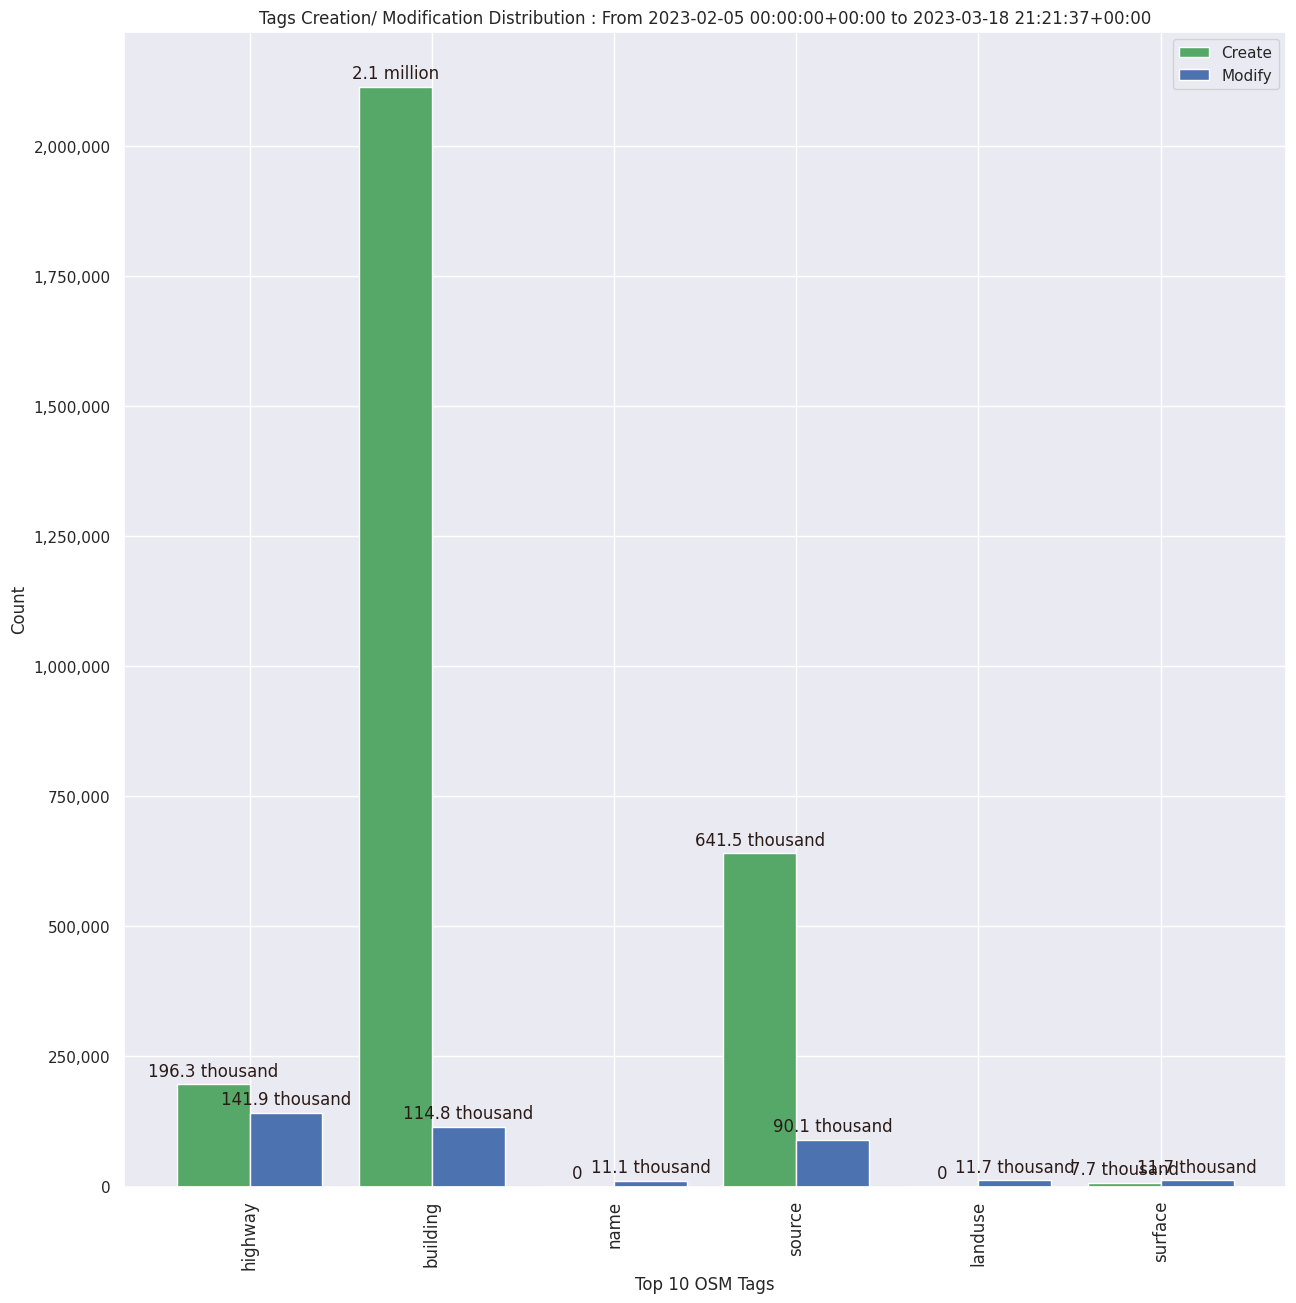 Tags Creation/ Modification Distribution : From 2023-02-05 00:00:00+00:00 to 2023-03-18 21:21:37+00:00
Create
Modify
Count
2,000,000
1,750,000
1,500,000
1,250,000
1,000,000
750,000
500,000
250,000
0
196.3 thousand
141.9 thousand
2.1 million
114.8 thousand
0
11.1 thousand
641.5 thousand
90.1 thousand
0
11.7 thousand
7.7 thousand
11.7 thousand
highway
building
name
source
landuse
surface
Top 10 OSM Tags